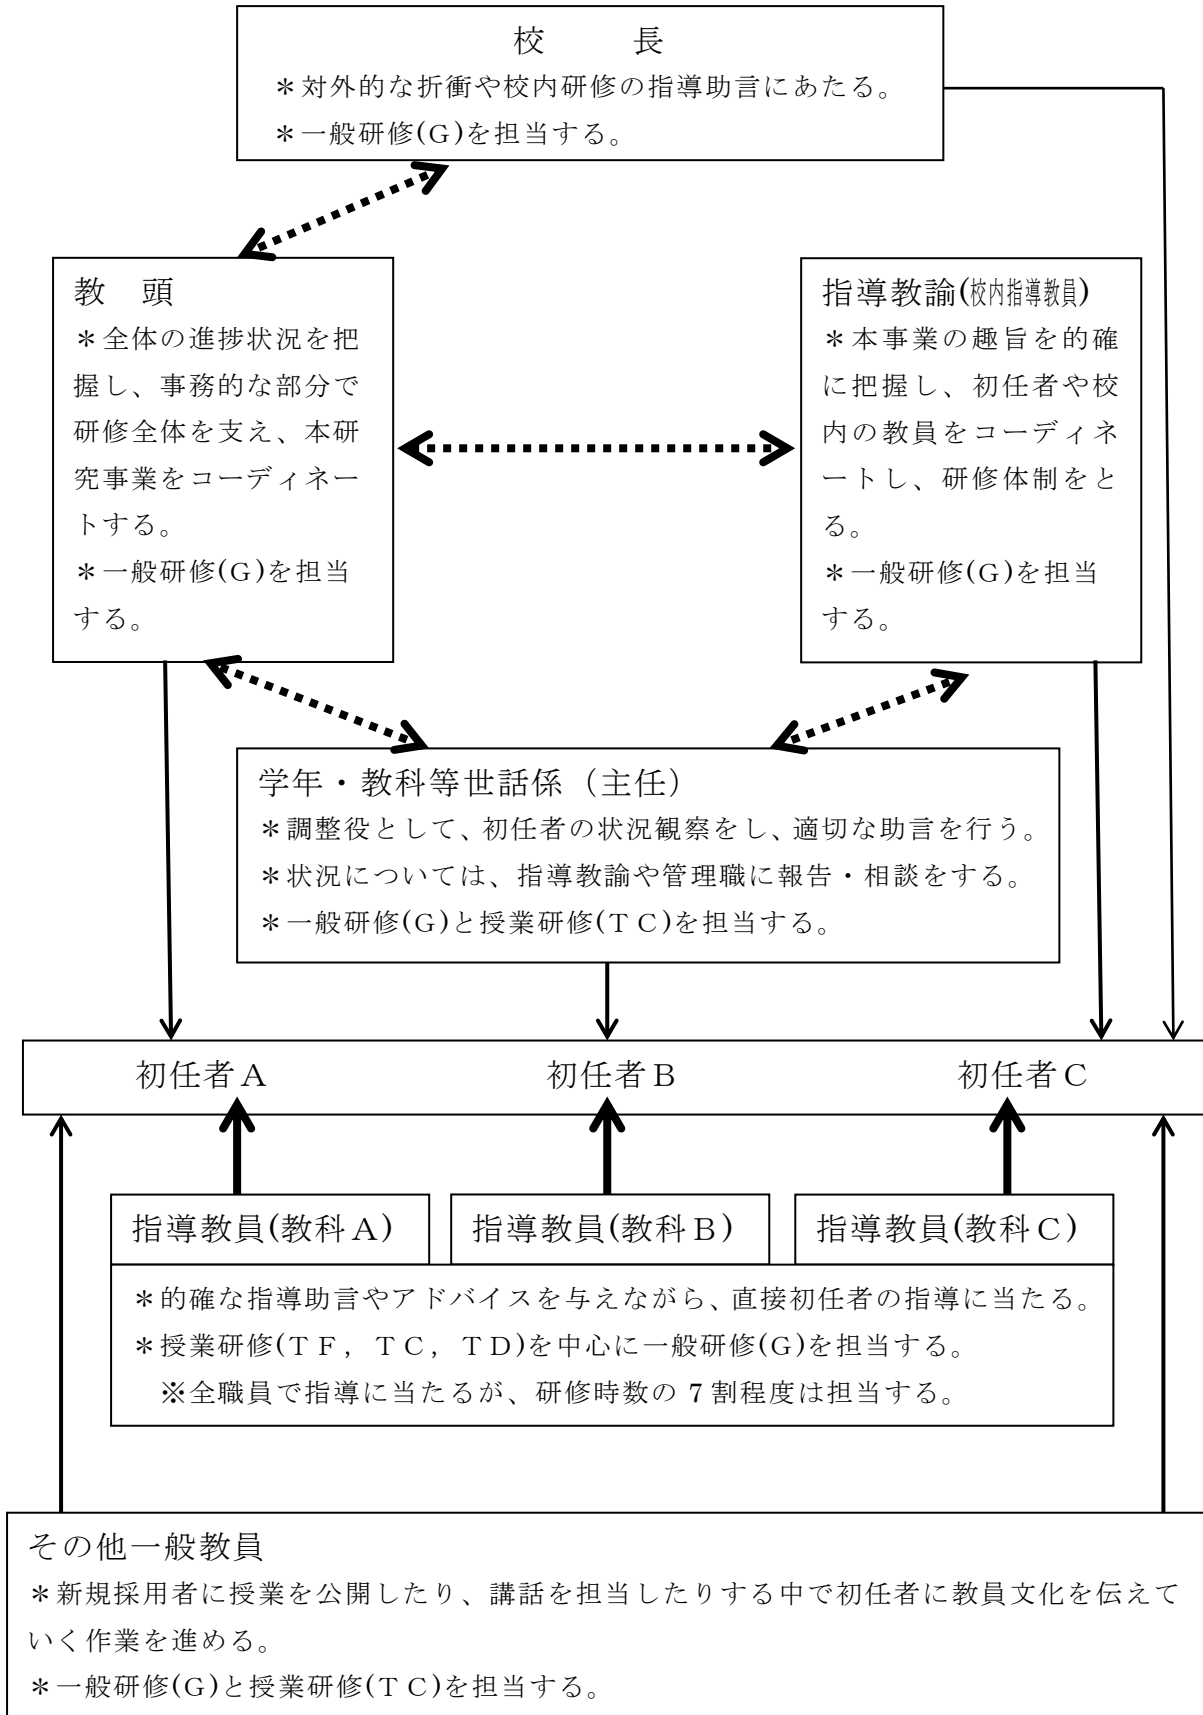 校　　長
＊対外的な折衝や校内研修の指導助言にあたる。
＊一般研修(G)を担当する。
教　頭
＊全体の進捗状況を把
握し、事務的な部分で
研修全体を支え、本研
究事業をコーディネー
トする。
＊一般研修(G)を担当
する。
指導教諭(校内指導教員)
＊本事業の趣旨を的確
に把握し、初任者や校
内の教員をコーディネ
ートし、研修体制をと
る。
＊一般研修(G)を担当
する。
学年・教科等世話係（主任）
＊調整役として、初任者の状況観察をし、適切な助言を行う。
＊状況については、指導教諭や管理職に報告・相談をする。
＊一般研修(G)と授業研修(ＴＣ)を担当する。
初任者Ａ　初任者Ｂ　初任者Ｃ
指導教員(教科Ａ)　指導教員(教科Ｂ)　指導教員(教科Ｃ)
＊的確な指導助言やアドバイスを与えながら、直接初任者の指導に当たる。
＊授業研修(ＴＦ，ＴＣ，ＴＤ)を中心に一般研修(G)を担当する。
※全職員で指導に当たるが、研修時数の 7 割程度は担当する。
その他一般教員
＊新規採用者に授業を公開したり、講話を担当したりする中で初任者に教員文化を伝えて
いく作業を進める。
＊一般研修(G)と授業研修(ＴＣ)を担当する。